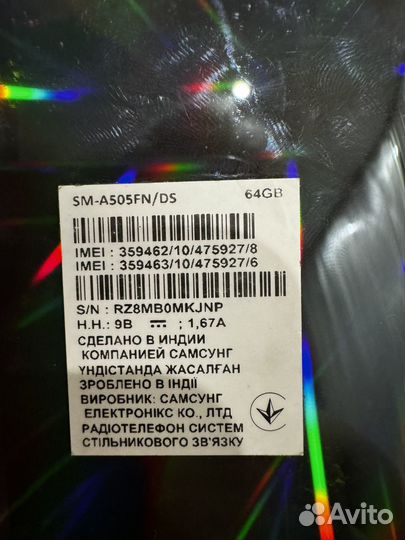 SM-A505FN/DS 64GB
IMEI : 359462/10/475927/8
IMEI : 359463/10/475927/6
S/N : RZ8MB0MKJNP
Н.Н.: 9В ⎓ ; 1,67А
СДЕЛАНО В ИНДИИ
КОМПАНИЕЙ САМСУНГ
ҮНДІСТАНДА ЖАСАЛҒАН
ЗРОБЛЕНО В ІНДІЇ
ВИРОБНИК: САМСУНГ
ЕЛЕКТРОНІКС КО., ЛТД
РАДІОТЕЛЕФОН СИСТЕМ
СТІЛЬНИКОВОГО ЗВ'ЯЗКУ
Avito